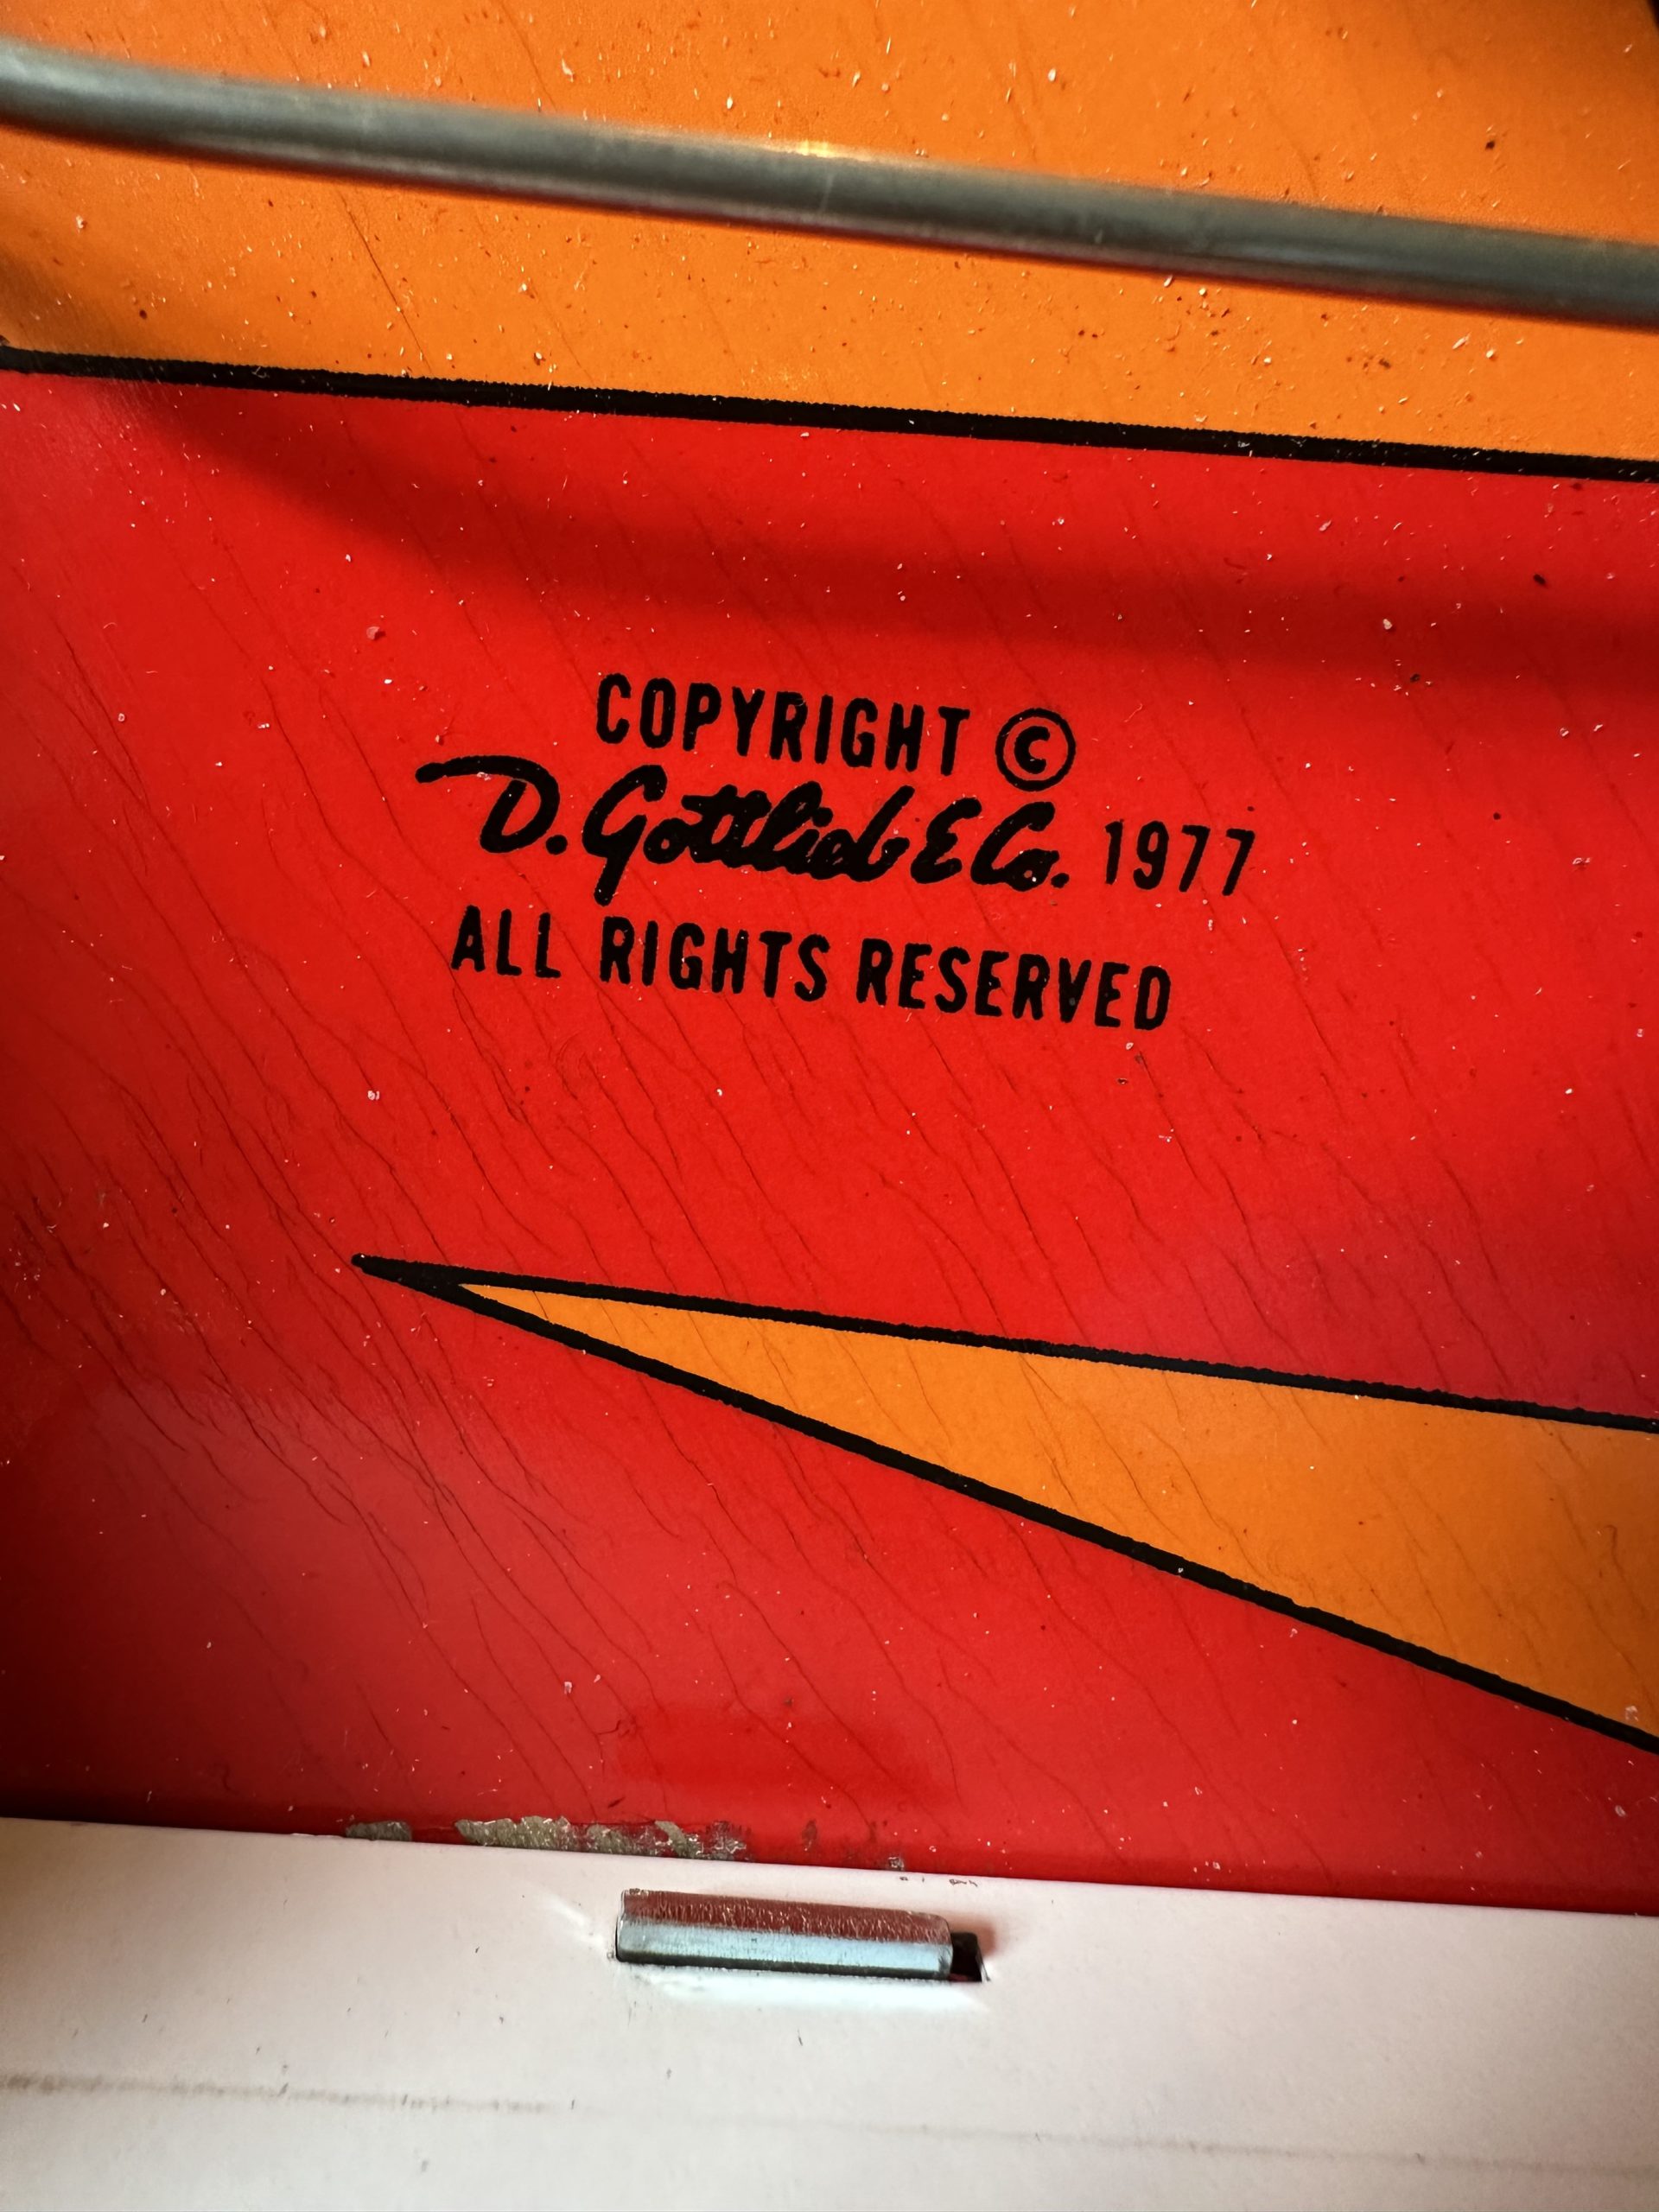 COPYRIGHT ©
D. Gottlieb & Co. 1977
ALL RIGHTS RESERVED